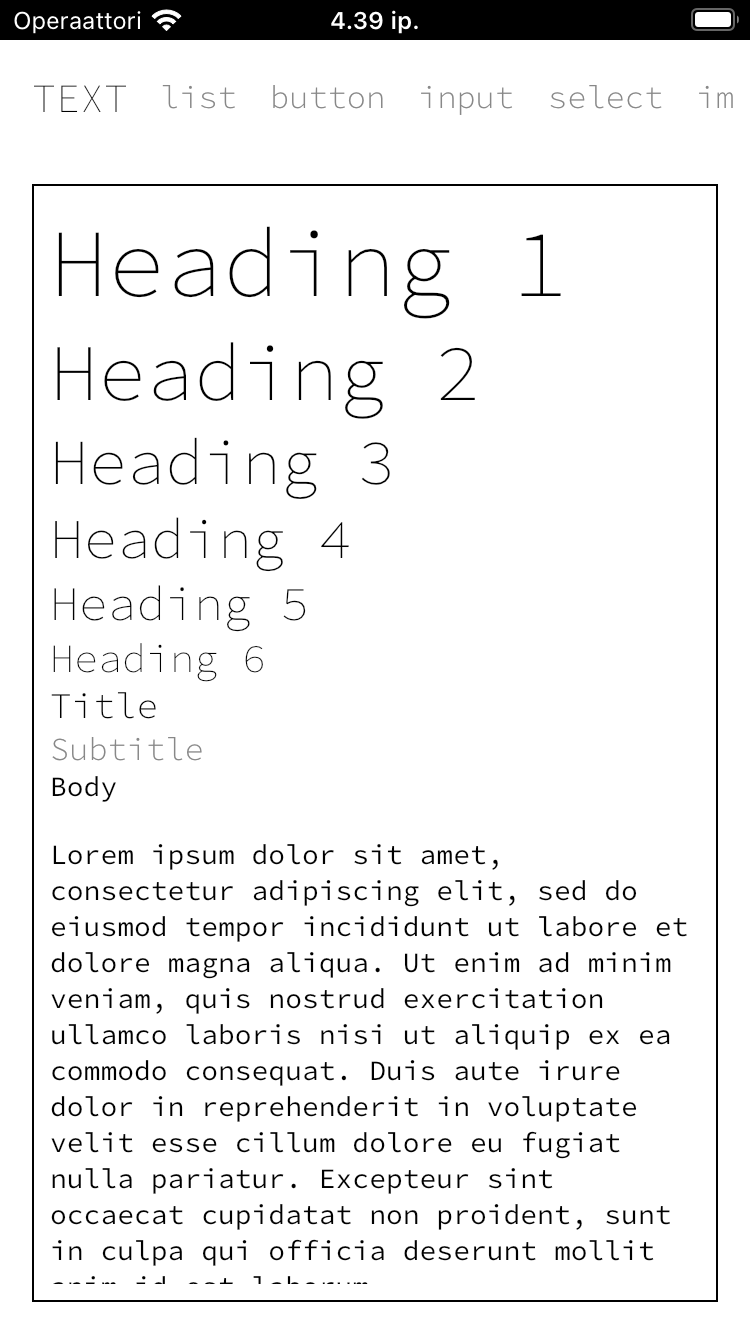 Operaattori 4.39 ip.
TEXT list button input select im
Heading 1
Heading 2
Heading 3
Heading 4
Heading 5
Heading 6
Title
Subtitle
Body
Lorem ipsum dolor sit amet,
consectetur adipiscing elit, sed do
eiusmod tempor incididunt ut labore et
dolore magna aliqua. Ut enim ad minim
veniam, quis nostrud exercitation
ullamco laboris nisi ut aliquip ex ea
commodo consequat. Duis aute irure
dolor in reprehenderit in voluptate
velit esse cillum dolore eu fugiat
nulla pariatur. Excepteur sint
occaecat cupidatat non proident, sunt
in culpa qui officia deserunt mollit